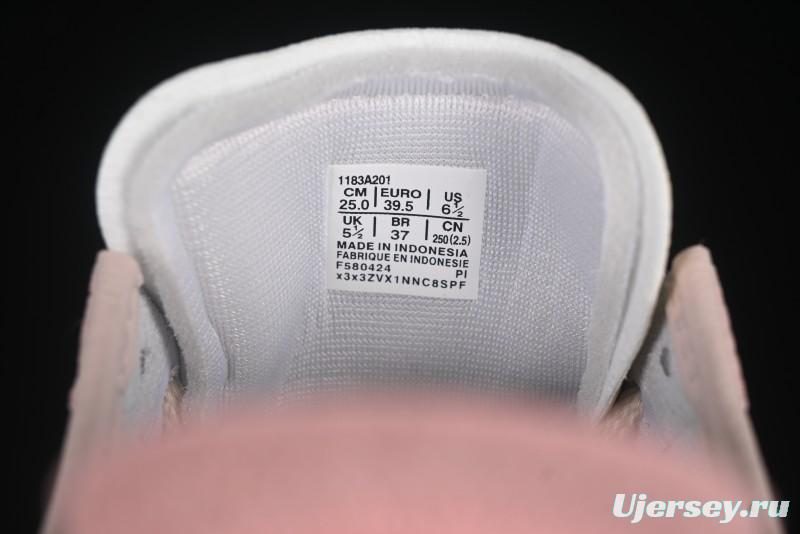 1183A201
CM | EURO | US
25.0 | 39.5 | 6½
UK | BR | CN
5½ | 37 | 250(2.5)
MADE IN INDONESIA
FABRIQUE EN INDONESIE
F580424 PI
x3x3ZVX1NNC8SPF
Ujersey.ru